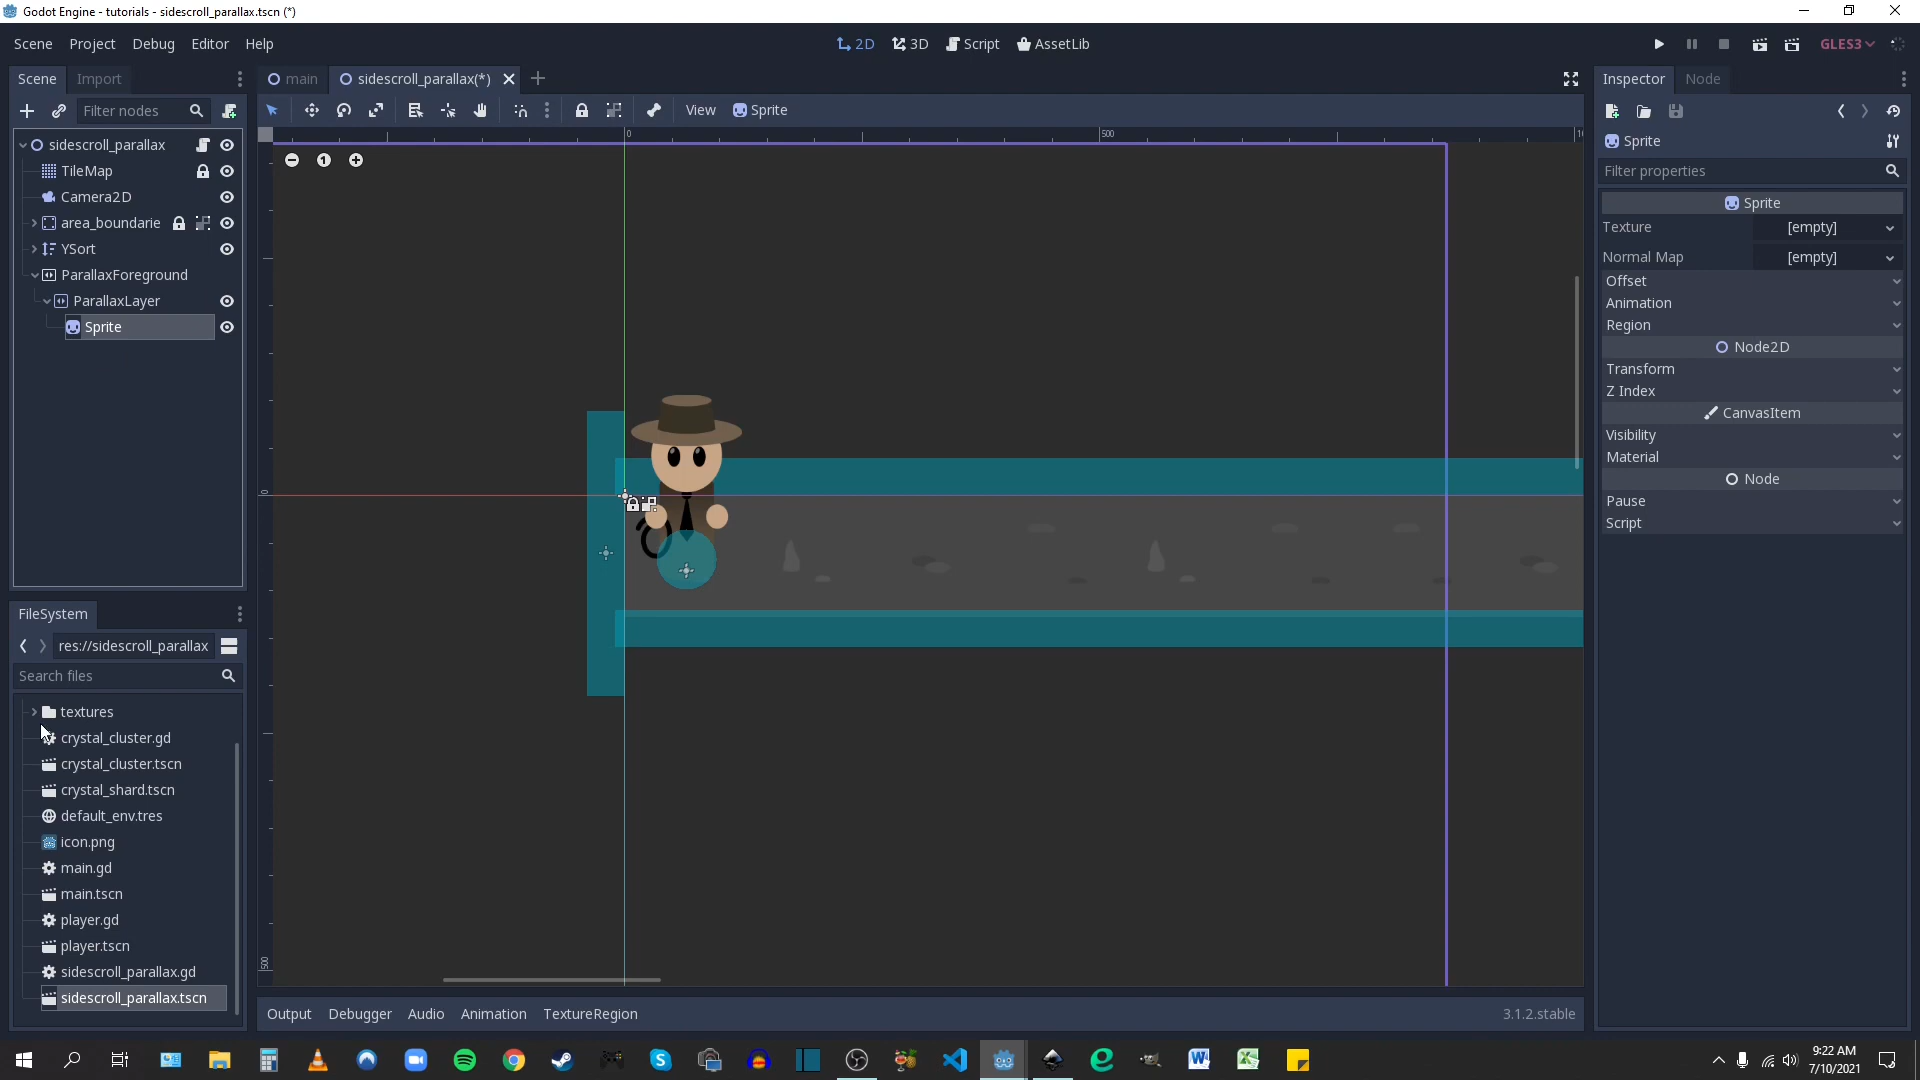 Godot Engine - tutorials - sidescroll_parallax.tscn (*)
Scene Project Debug Editor Help
2D 3D Script AssetLib
GLES3
Scene Import
main sidescroll_parallax(*)
Inspector Node
Filter nodes
View Sprite
sidescroll_parallax
TileMap
Camera2D
area_boundarie
YSort
ParallaxForeground
ParallaxLayer
Sprite
0
500
10
1
0
500
Sprite
Filter properties
Sprite
Texture [empty]
Normal Map [empty]
Offset
Animation
Region
Node2D
Transform
Z Index
CanvasItem
Visibility
Material
Node
Pause
Script
FileSystem
res://sidescroll_parallax
Search files
textures
crystal_cluster.gd
crystal_cluster.tscn
crystal_shard.tscn
default_env.tres
icon.png
main.gd
main.tscn
player.gd
player.tscn
sidescroll_parallax.gd
sidescroll_parallax.tscn
Output Debugger Audio Animation TextureRegion
3.1.2.stable
9:22 AM
7/10/2021